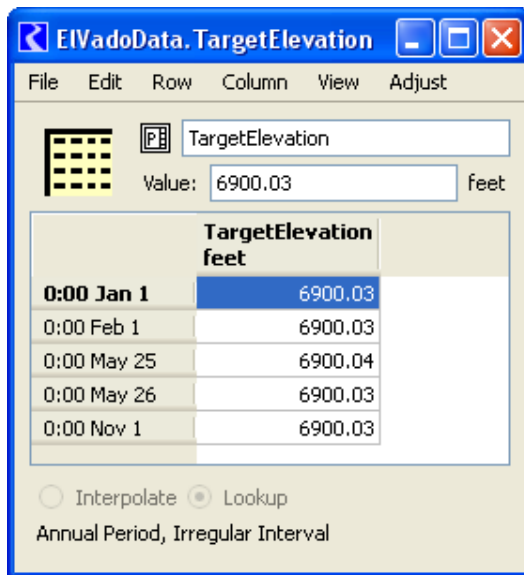 ElVadoData.TargetElevation
File Edit Row Column View Adjust
TargetElevation
Value: 6900.03 feet
TargetElevation
feet
0:00 Jan 1 6900.03
0:00 Feb 1 6900.03
0:00 May 25 6900.04
0:00 May 26 6900.03
0:00 Nov 1 6900.03
Interpolate Lookup
Annual Period, Irregular Interval